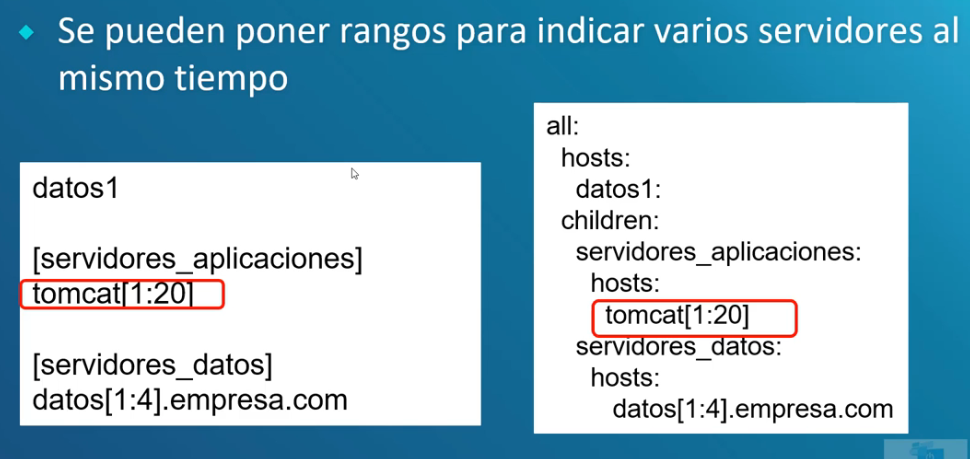 Se pueden poner rangos para indicar varios servidores al
mismo tiempo
datos1
[servidores_aplicaciones]
tomcat[1:20]
[servidores_datos]
datos[1:4].empresa.com
all:
hosts:
datos1:
children:
servidores_aplicaciones:
hosts:
tomcat[1:20]
servidores_datos:
hosts:
datos[1:4].empresa.com